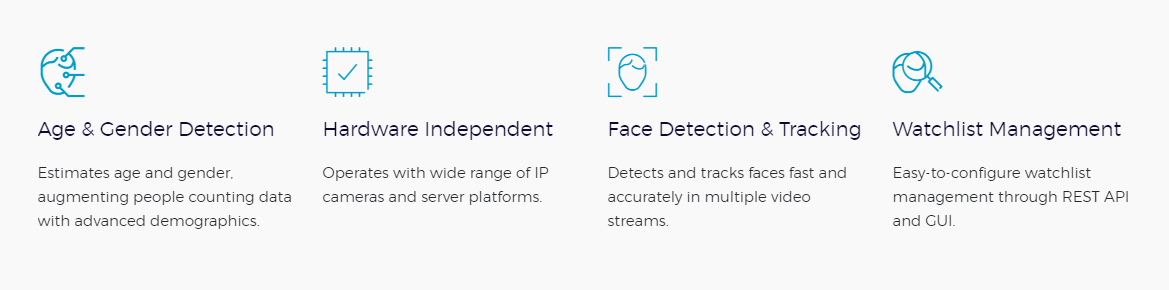 Age & Gender Detection
Estimates age and gender,
augmenting people counting data
with advanced demographics.
Hardware Independent
Operates with wide range of IP
cameras and server platforms.
Face Detection & Tracking
Detects and tracks faces fast and
accurately in multiple video
streams.
Watchlist Management
Easy-to-configure watchlist
management through REST API
and GUI.